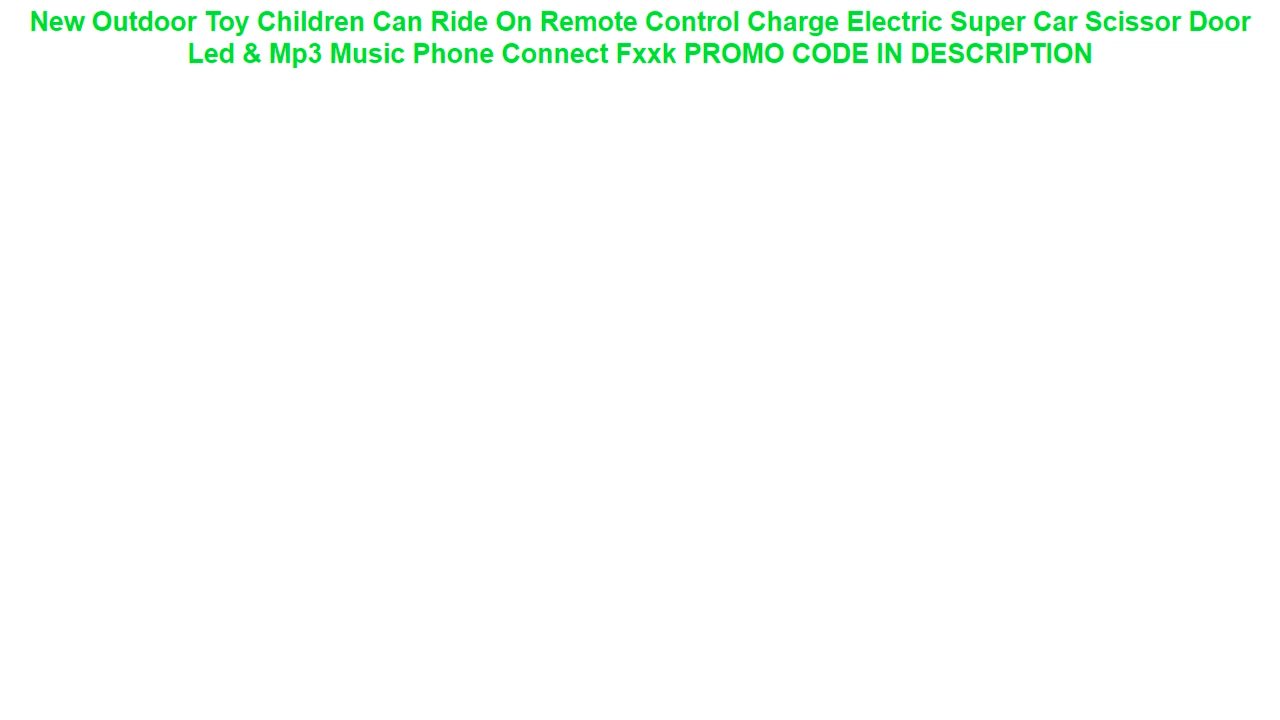 New Outdoor Toy Children Can Ride On Remote Control Charge Electric Super Car Scissor Door
Led & Mp3 Music Phone Connect Fxxk PROMO CODE IN DESCRIPTION